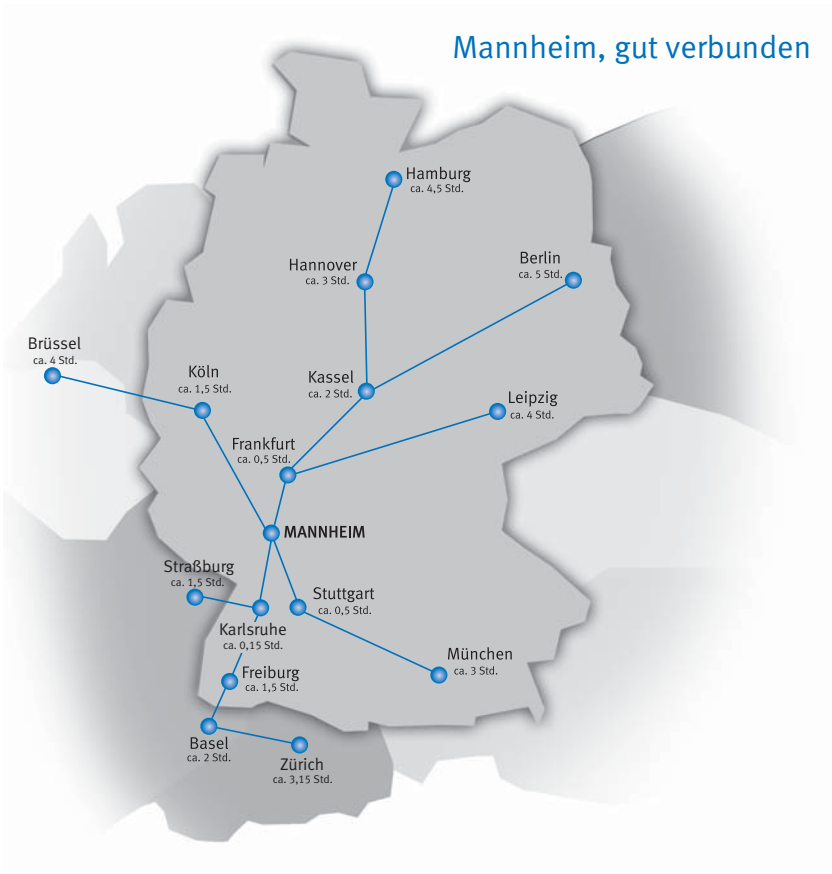 Mannheim, gut verbunden
Hamburg
ca. 4,5 Std.
Hannover
ca. 3 Std.
Berlin
ca. 5 Std.
Brüssel
ca. 4 Std.
Köln
ca. 1,5 Std.
Kassel
ca. 2 Std.
Leipzig
ca. 4 Std.
Frankfurt
ca. 0,5 Std.
MANNHEIM
Straßburg
ca. 1,5 Std.
Stuttgart
ca. 0,5 Std.
Karlsruhe
ca. 0,15 Std.
München
ca. 3 Std.
Freiburg
ca. 1,5 Std.
Basel
ca. 2 Std.
Zürich
ca. 3,15 Std.